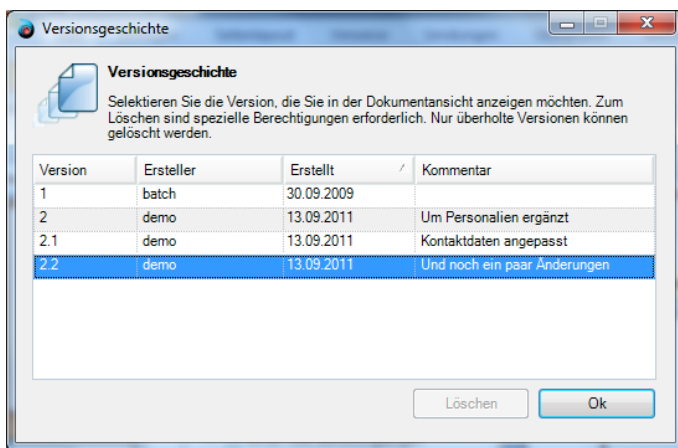 Versionsgeschichte
Versionsgeschichte
Selektieren Sie die Version, die Sie in der Dokumentansicht anzeigen möchten. Zum
Löschen sind spezielle Berechtigungen erforderlich. Nur überholte Versionen können
gelöscht werden.
Version Ersteller Erstellt Kommentar
1 batch 30.09.2009
2 demo 13.09.2011 Um Personalien ergänzt
2.1 demo 13.09.2011 Kontaktdaten angepasst
2.2 demo 13.09.2011 Und noch ein paar Änderungen
Löschen Ok